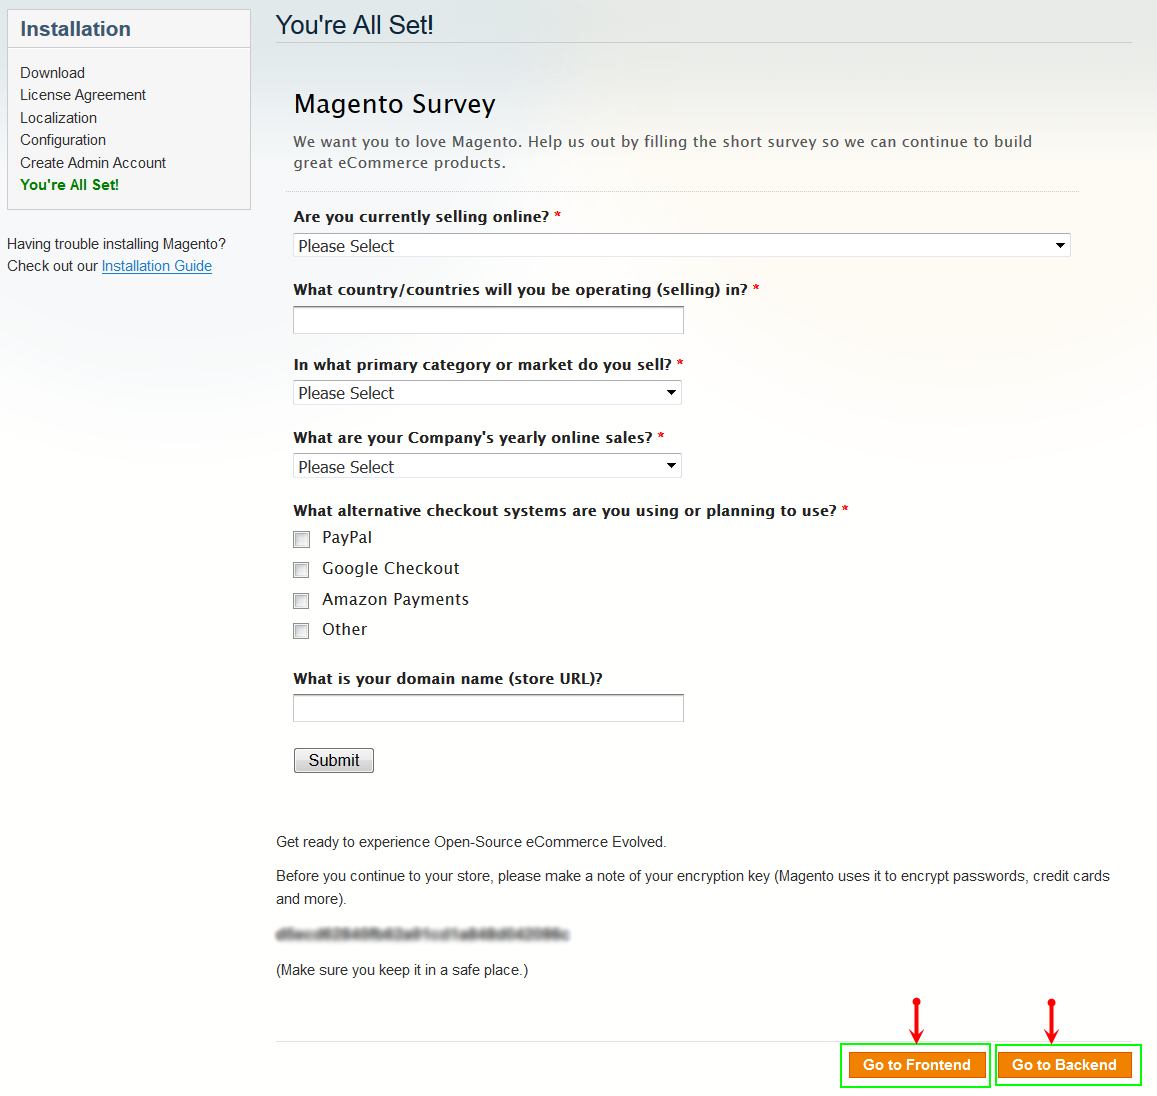 Installation
Download
License Agreement
Localization
Configuration
Create Admin Account
You're All Set!
Having trouble installing Magento?
Check out our Installation Guide
You're All Set!
Magento Survey
We want you to love Magento. Help us out by filling the short survey so we can continue to build
great eCommerce products.
Are you currently selling online? *
Please Select
What country/countries will you be operating (selling) in? *
In what primary category or market do you sell? *
Please Select
What are your Company's yearly online sales? *
Please Select
What alternative checkout systems are you using or planning to use? *
PayPal
Google Checkout
Amazon Payments
Other
What is your domain name (store URL)?
Submit
Get ready to experience Open-Source eCommerce Evolved.
Before you continue to your store, please make a note of your encryption key (Magento uses it to encrypt passwords, credit cards
and more).
(Make sure you keep it in a safe place.)
Go to Frontend
Go to Backend